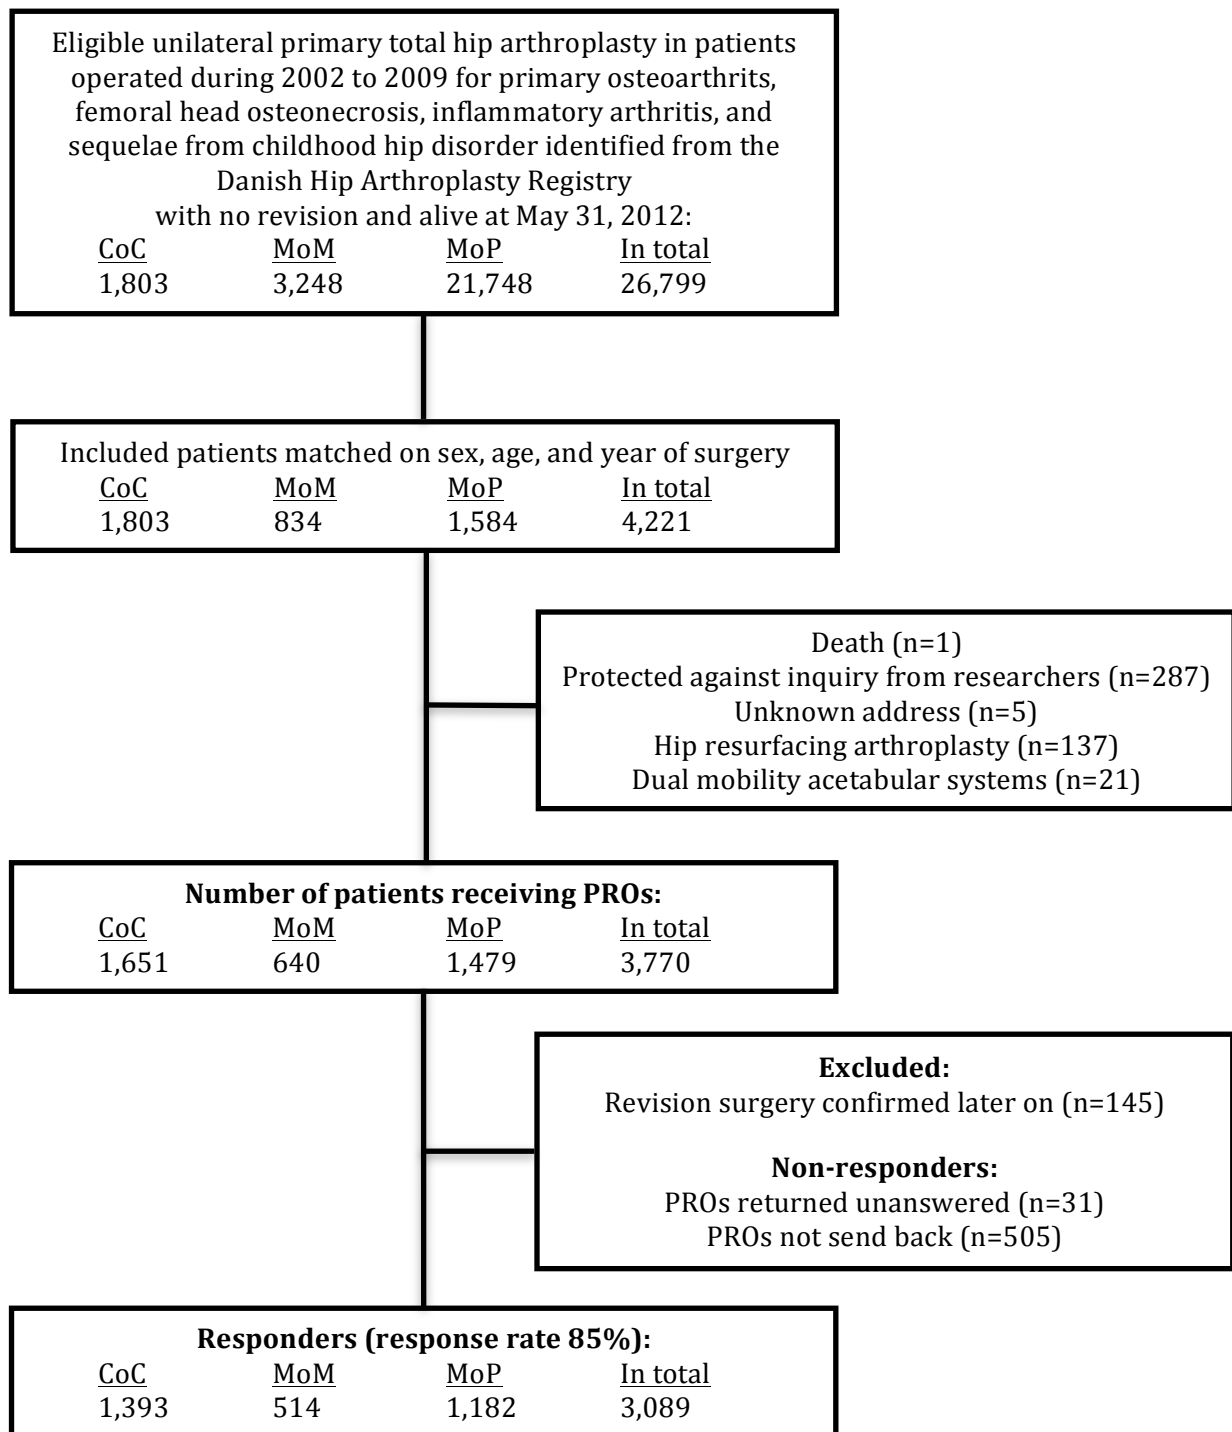 Eligible unilateral primary total hip arthroplasty in patients
operated during 2002 to 2009 for primary osteoarthrits,
femoral head osteonecrosis, inflammatory arthritis, and
sequelae from childhood hip disorder identified from the
Danish Hip Arthroplasty Registry
with no revision and alive at May 31, 2012:
CoC MoM MoP In total
1,803 3,248 21,748 26,799
Included patients matched on sex, age, and year of surgery
CoC MoM MoP In total
1,803 834 1,584 4,221
Death (n=1)
Protected against inquiry from researchers (n=287)
Unknown address (n=5)
Hip resurfacing arthroplasty (n=137)
Dual mobility acetabular systems (n=21)
Number of patients receiving PROs:
CoC MoM MoP In total
1,651 640 1,479 3,770
Excluded:
Revision surgery confirmed later on (n=145)
Non-responders:
PROs returned unanswered (n=31)
PROs not send back (n=505)
Responders (response rate 85%):
CoC MoM MoP In total
1,393 514 1,182 3,089